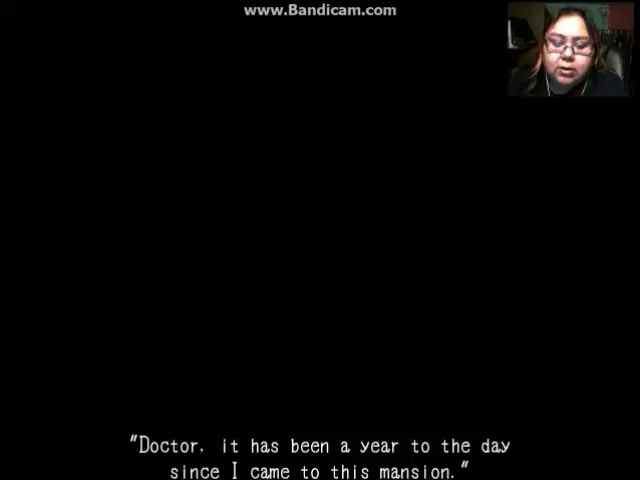 www.Bandicam.com
"Doctor, it has been a year to the day
since I came to this mansion."